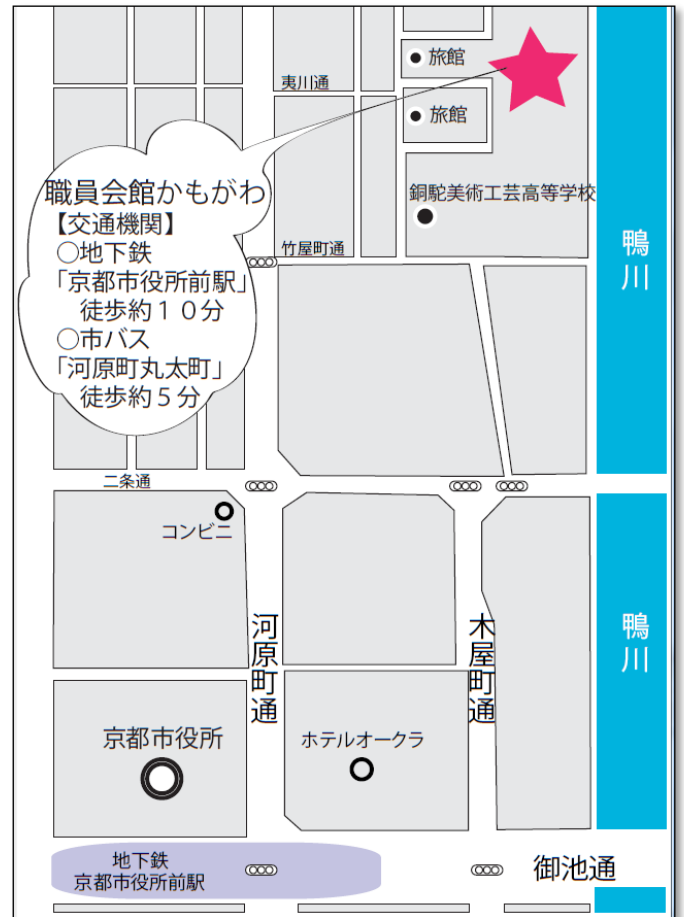 旅館
夷川通
旅館
職員会館かもがわ
【交通機関】
○地下鉄
「京都市役所前駅」
徒歩約１０分
○市バス
「河原町丸太町」
徒歩約５分
銅駝美術工芸高等学校
鴨川
竹屋町通
二条通
コンビニ
河原町通
木屋町通
鴨川
京都市役所
ホテルオークラ
地下鉄
京都市役所前駅
御池通